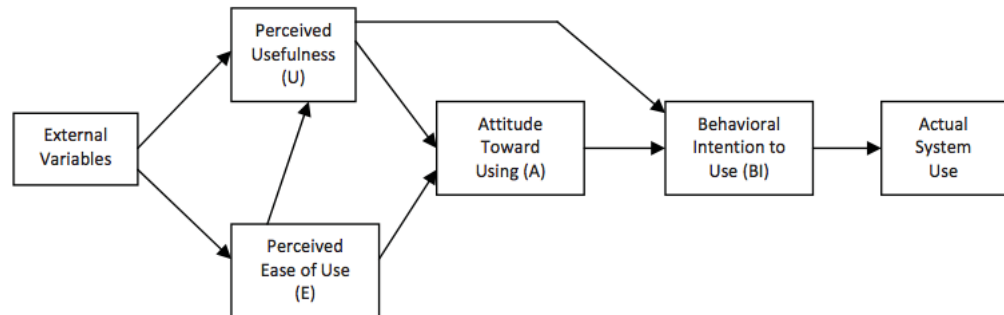 External
Variables
Perceived
Usefulness
(U)
Perceived
Ease of Use
(E)
Attitude
Toward
Using (A)
Behavioral
Intention to
Use (BI)
Actual
System
Use